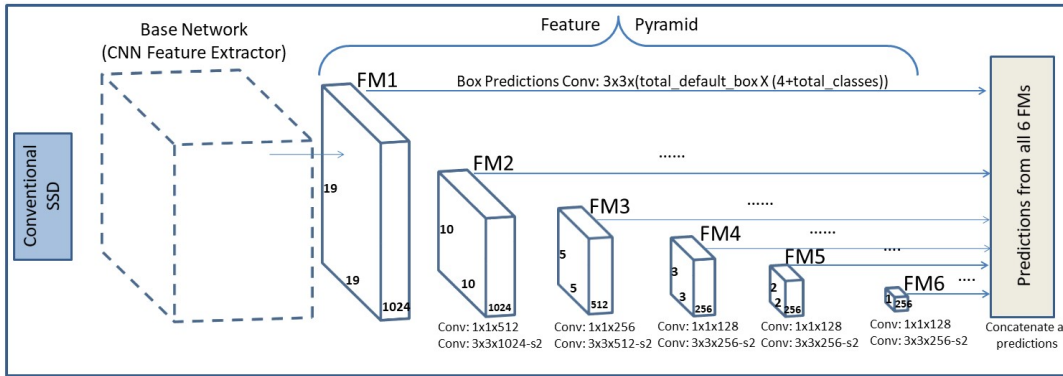 Feature Pyramid
Base Network
(CNN Feature Extractor)
Conventional
SSD
FM1
Box Predictions Conv: 3x3x(total_default_box X (4+total_classes))
19
19
1024
FM2
......
10
10
1024
Conv: 1x1x512
Conv: 3x3x1024-s2
FM3
......
5
5
512
Conv: 1x1x256
Conv: 3x3x512-s2
FM4
......
3
3
256
Conv: 1x1x128
Conv: 3x3x256-s2
FM5
....
2
2
256
Conv: 1x1x128
Conv: 3x3x256-s2
FM6
....
1
256
Conv: 1x1x128
Conv: 3x3x256-s2
Predictions from all 6 FMs
Concatenate a
predictions